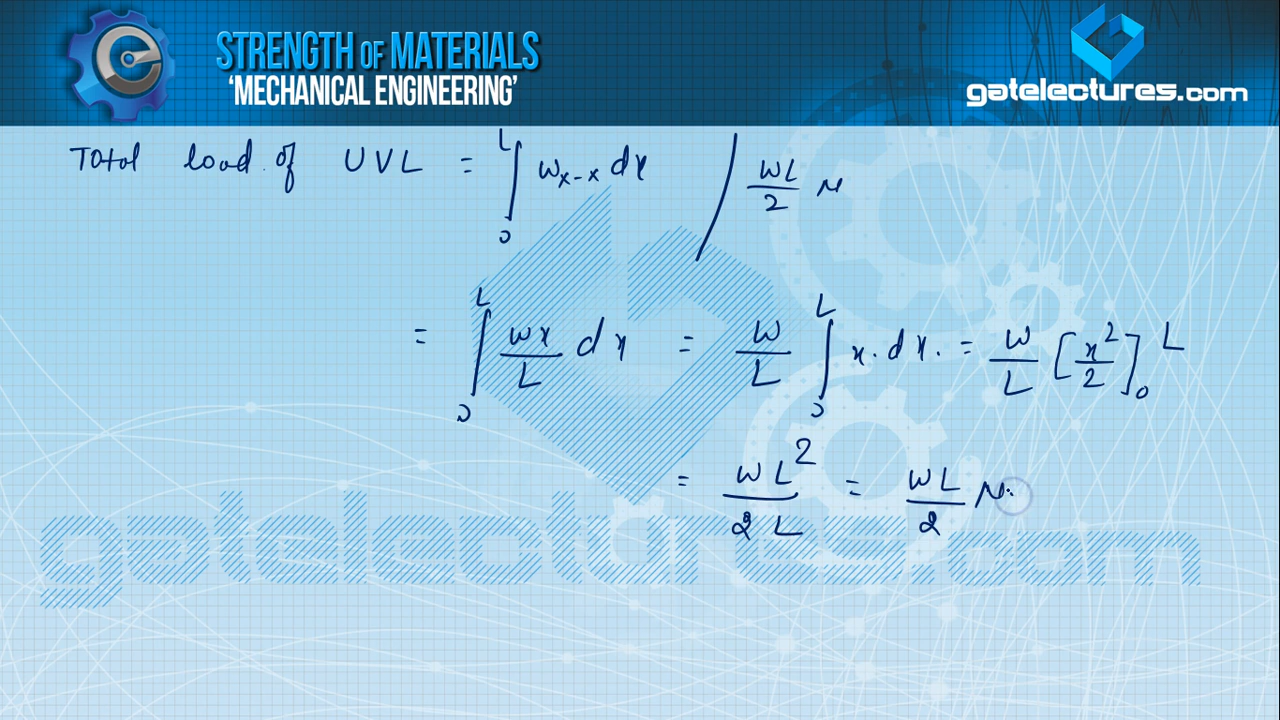 STRENGTH OF MATERIALS
'MECHANICAL ENGINEERING'
gatelectures.com
Total load of UVL = ∫₀ᴸ w_{x-x} dx / wL/2 N
= ∫₀ᴸ wx/L dx = w/L ∫₀ᴸ x. dx. = w/L [x²/2]₀ᴸ
= wL²/2L = wL/2 N.
gatelectures.com